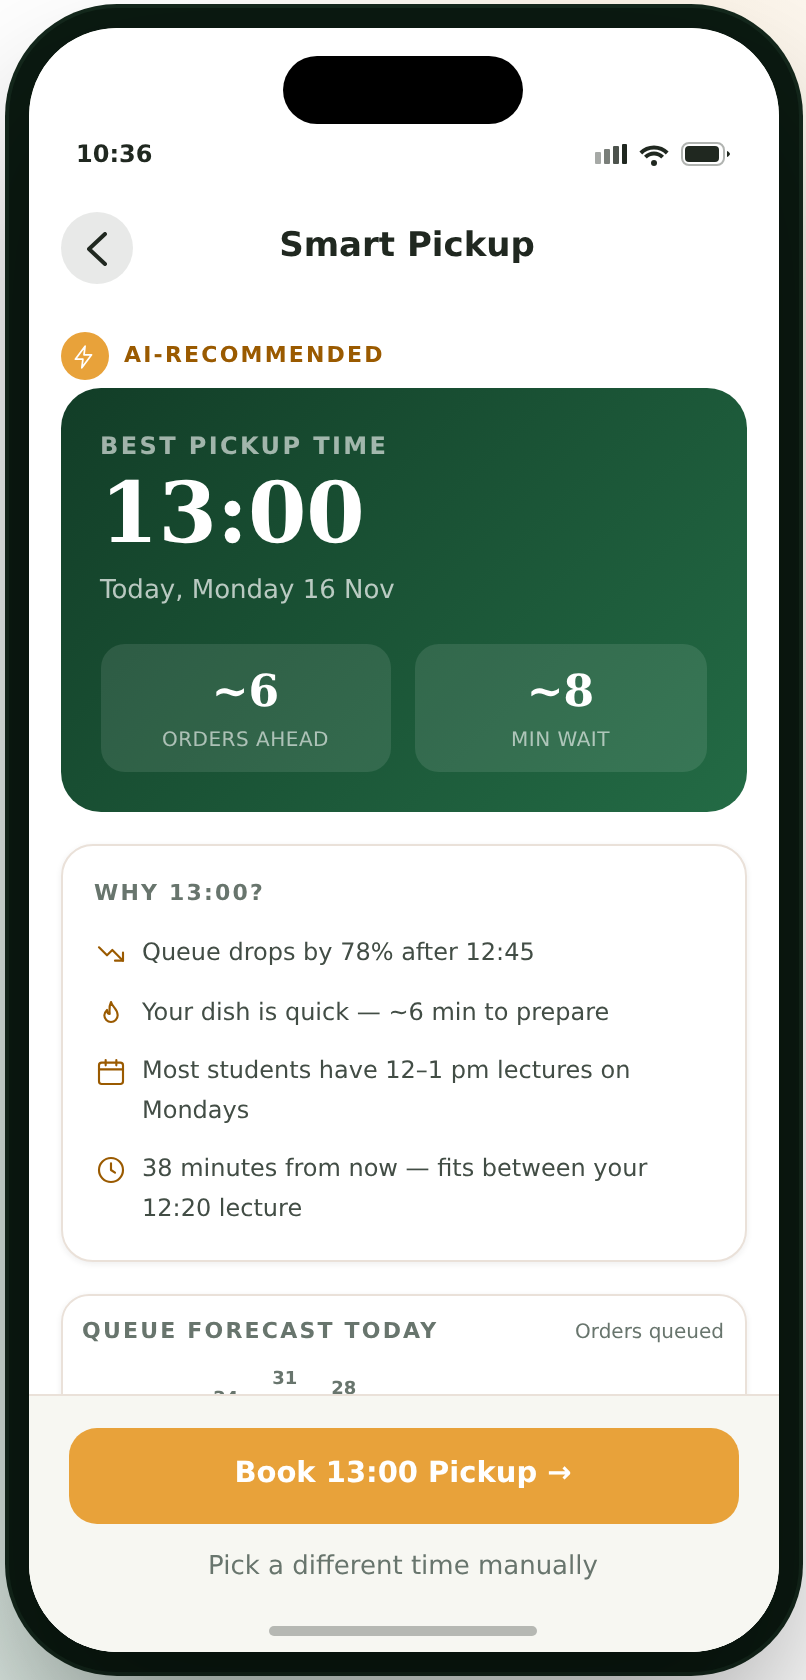 10:36
Smart Pickup
AI-RECOMMENDED
BEST PICKUP TIME
13:00
Today, Monday 16 Nov
~6
ORDERS AHEAD
~8
MIN WAIT
WHY 13:00?
Queue drops by 78% after 12:45
Your dish is quick — ~6 min to prepare
Most students have 12–1 pm lectures on
Mondays
38 minutes from now — fits between your
12:20 lecture
QUEUE FORECAST TODAY
Orders queued
31
28
Book 13:00 Pickup →
Pick a different time manually